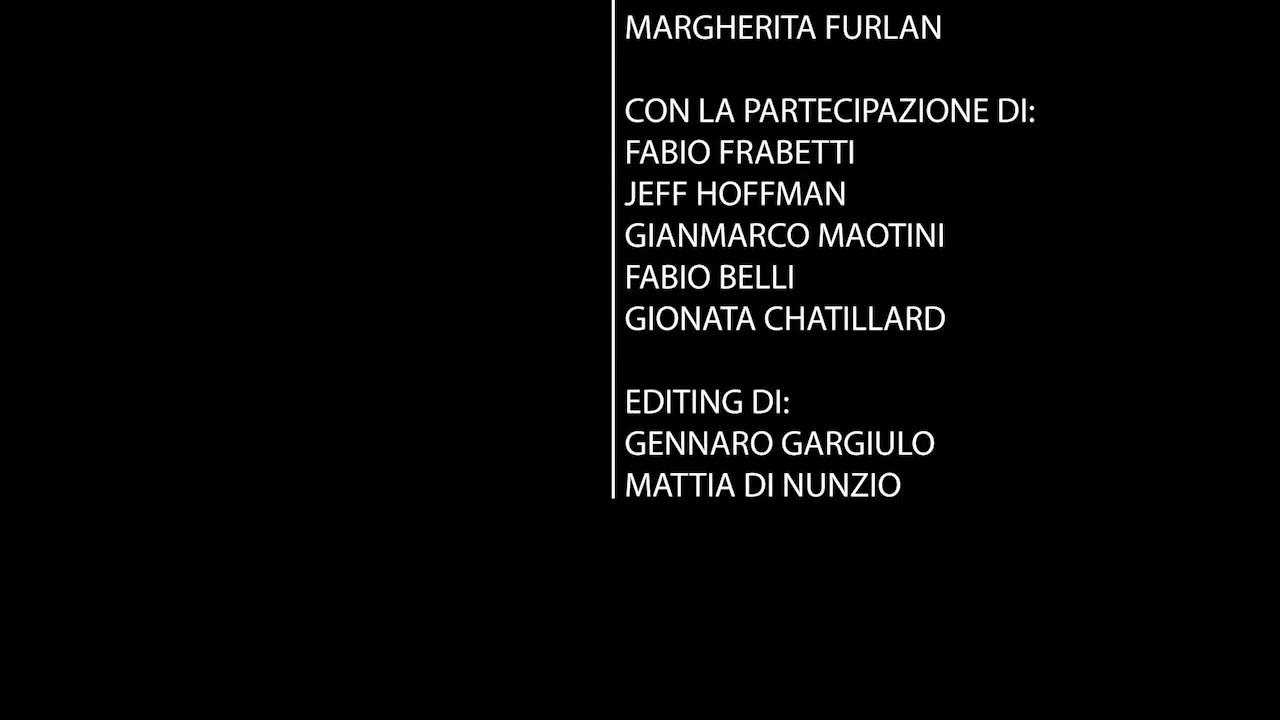 MARGHERITA FURLAN
CON LA PARTECIPAZIONE DI:
FABIO FRABETTI
JEFF HOFFMAN
GIANMARCO MAOTINI
FABIO BELLI
GIONATA CHATILLARD
EDITING DI:
GENNARO GARGIULO
MATTIA DI NUNZIO